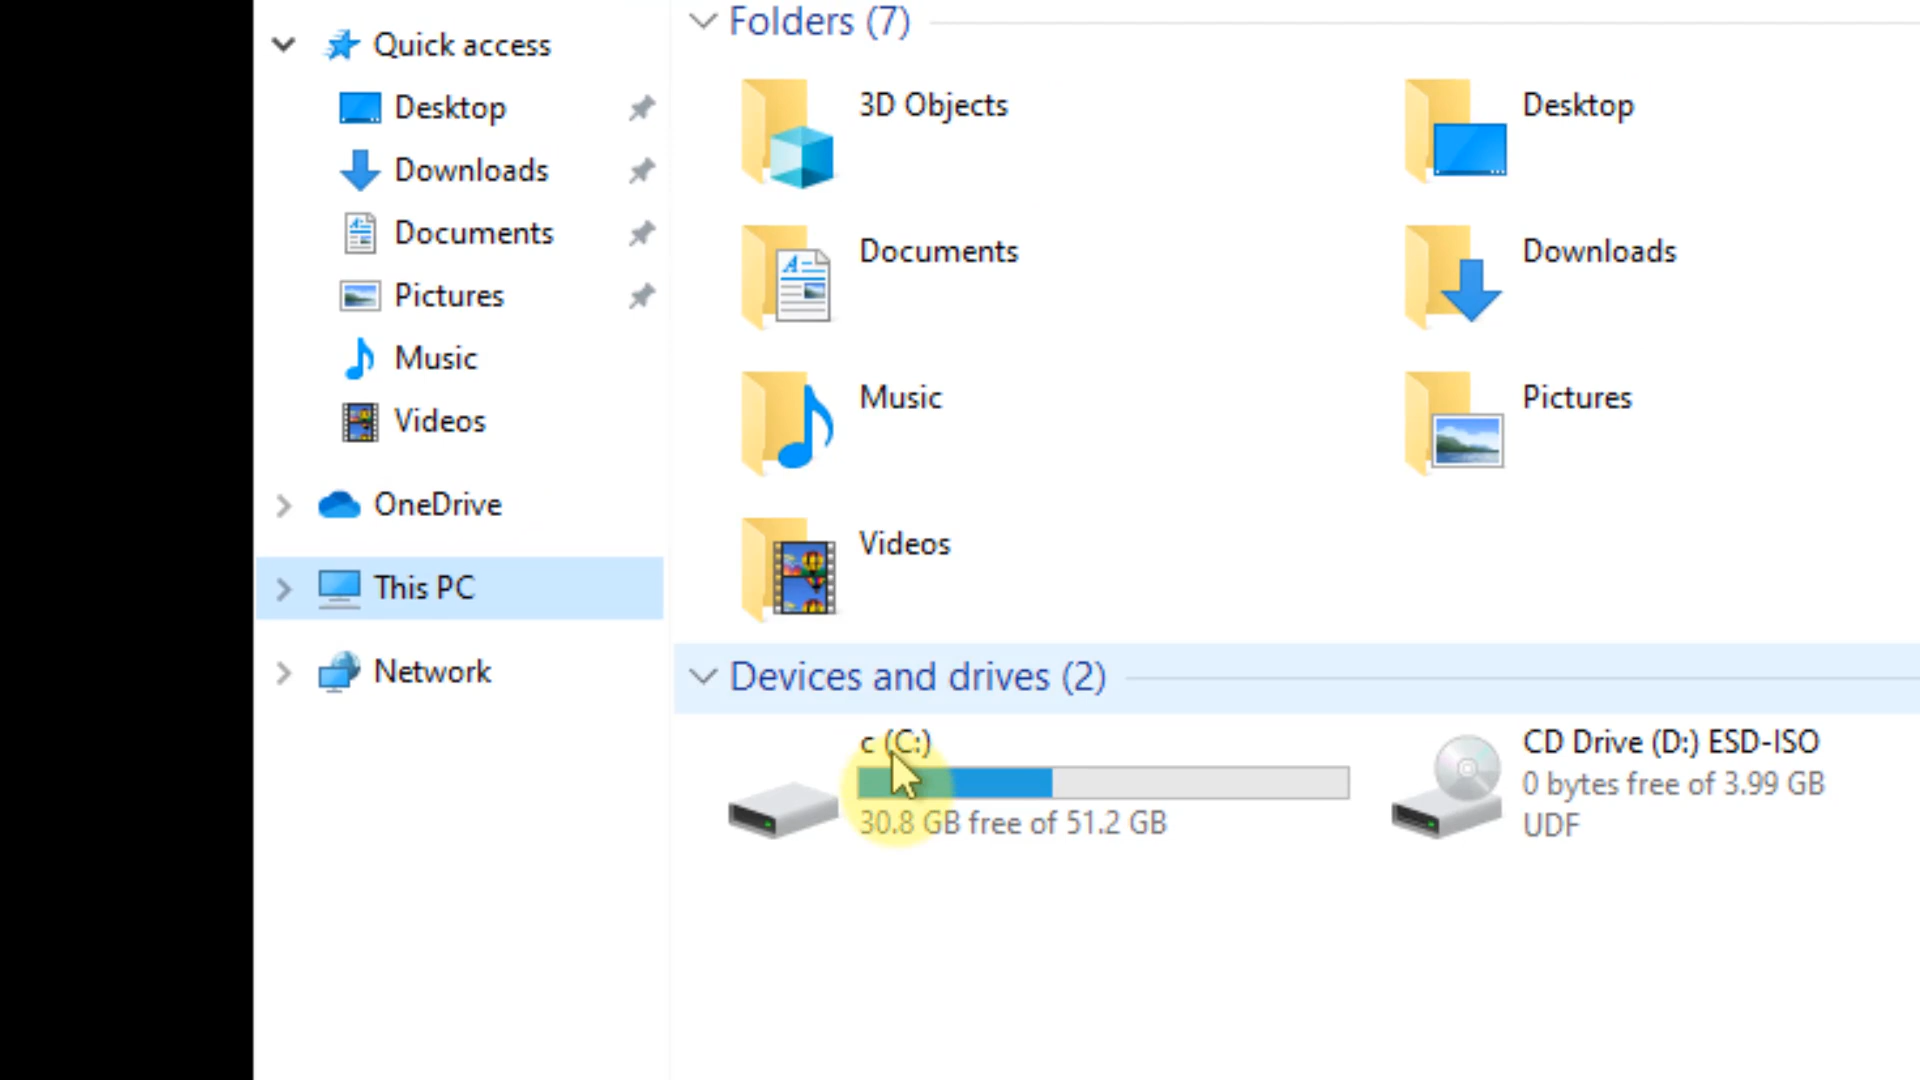 Quick access
Desktop
Downloads
Documents
Pictures
Music
Videos
OneDrive
This PC
Network
Folders (7)
3D Objects
Desktop
Documents
Downloads
Music
Pictures
Videos
Devices and drives (2)
c (C:)
30.8 GB free of 51.2 GB
CD Drive (D:) ESD-ISO
0 bytes free of 3.99 GB
UDF